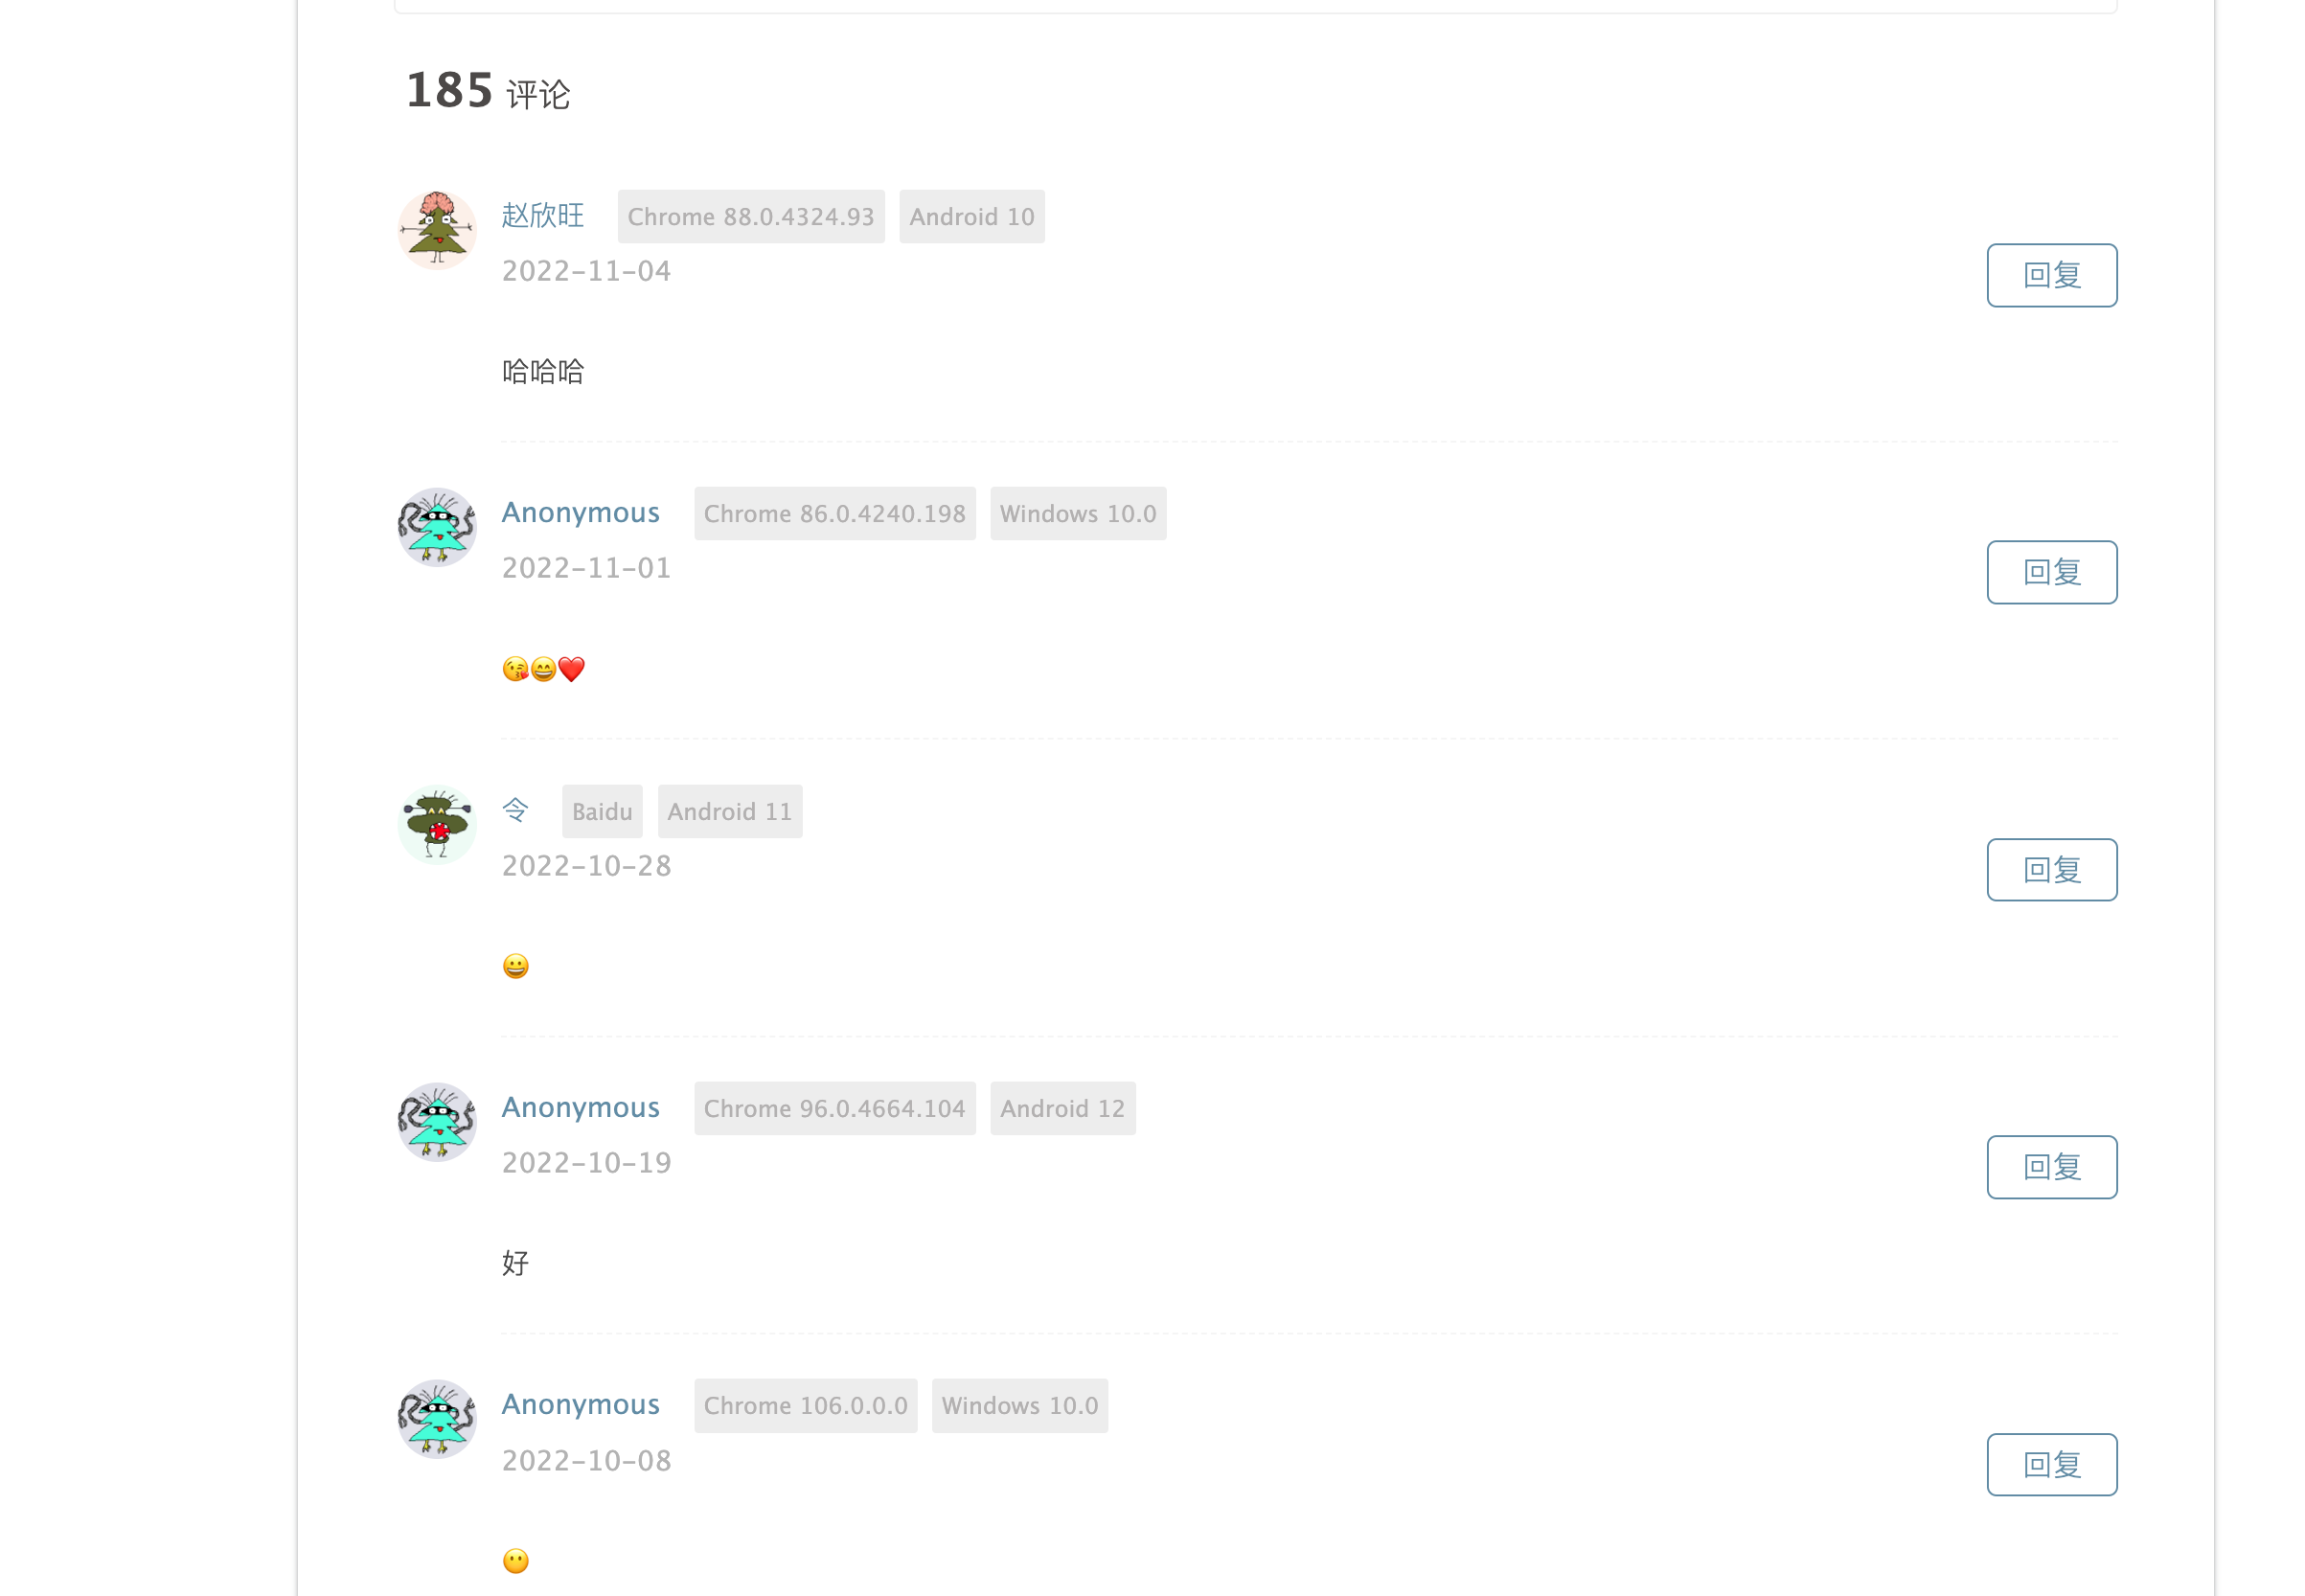 185 评论
赵欣旺 Chrome 88.0.4324.93 Android 10
2022-11-04
回复
哈哈哈
Anonymous Chrome 86.0.4240.198 Windows 10.0
2022-11-01
回复
😘😄❤️
令 Baidu Android 11
2022-10-28
回复
😀
Anonymous Chrome 96.0.4664.104 Android 12
2022-10-19
回复
好
Anonymous Chrome 106.0.0.0 Windows 10.0
2022-10-08
回复
😶